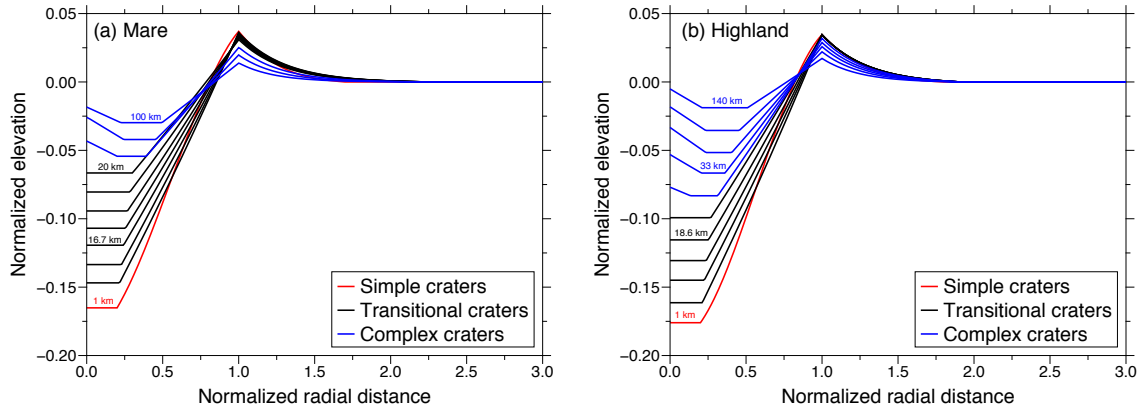 (a) Mare
0.05
0.00
−0.05
−0.10
−0.15
−0.20
Normalized elevation
100 km
20 km
16.7 km
1 km
Simple craters
Transitional craters
Complex craters
0.0 0.5 1.0 1.5 2.0 2.5 3.0
Normalized radial distance
(b) Highland
0.05
0.00
−0.05
−0.10
−0.15
−0.20
Normalized elevation
140 km
33 km
18.6 km
1 km
Simple craters
Transitional craters
Complex craters
0.0 0.5 1.0 1.5 2.0 2.5 3.0
Normalized radial distance